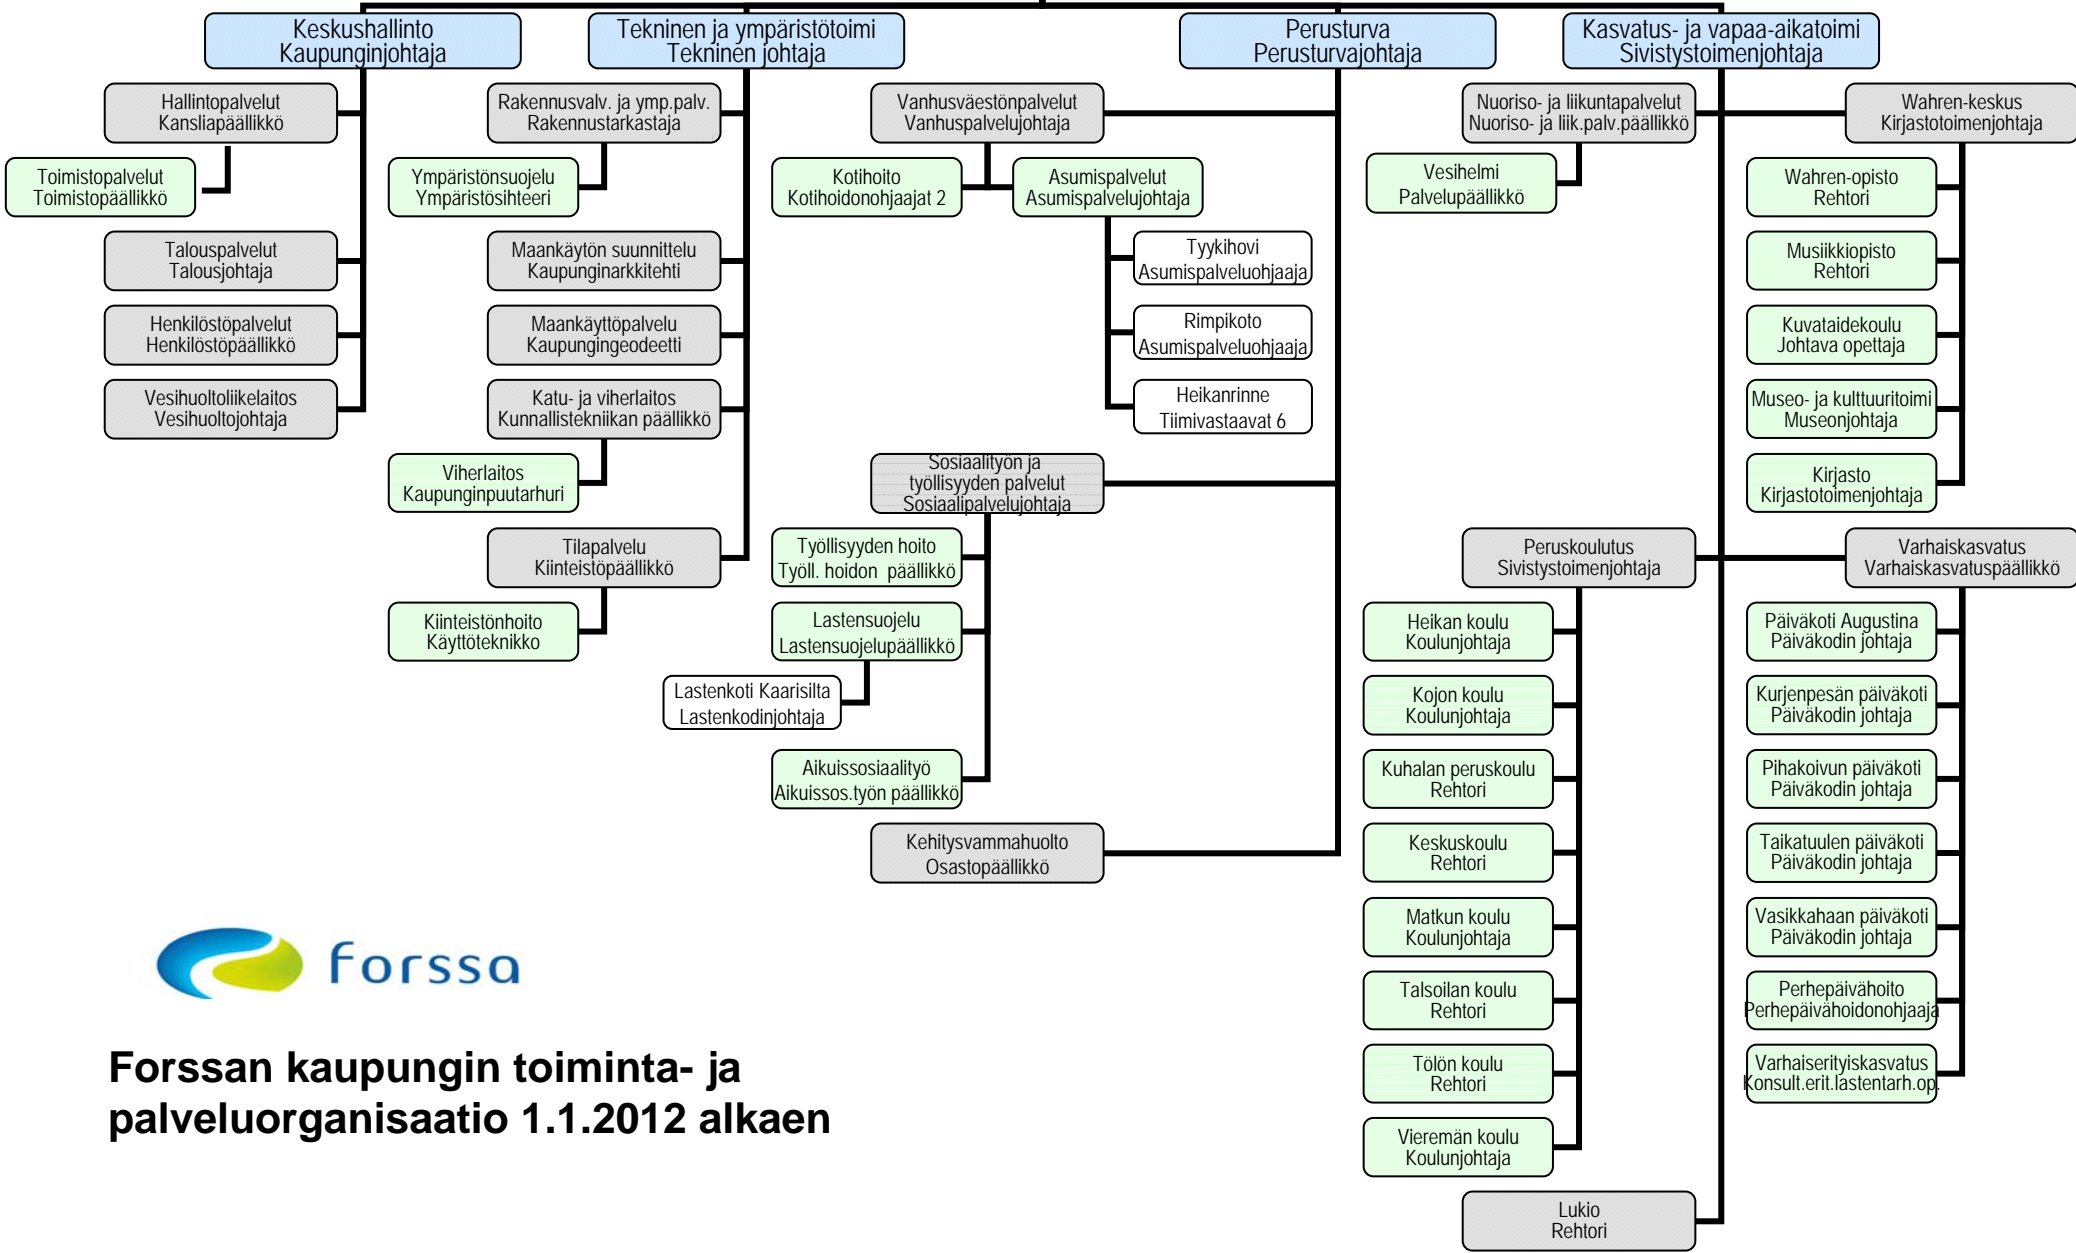 Keskushallinto
Kaupunginjohtaja
Hallintopalvelut
Kansliapäällikkö
Toimistopalvelut
Toimistopäällikkö
Talouspalvelut
Talousjohtaja
Henkilöstöpalvelut
Henkilöstöpäällikkö
Vesihuoltoliikelaitos
Vesihuoltojohtaja
Tekninen ja ympäristötoimi
Tekninen johtaja
Rakennusvalv. ja ymp.palv.
Rakennustarkastaja
Ympäristönsuojelu
Ympäristösihteeri
Maankäytön suunnittelu
Kaupunginarkkitehti
Maankäyttöpalvelu
Kaupungingeodeetti
Katu- ja viherlaitos
Kunnallistekniikan päällikkö
Viherlaitos
Kaupunginpuutarhuri
Tilapalvelu
Kiinteistöpäällikkö
Kiinteistönhoito
Käyttöteknikko
Perusturva
Perusturvajohtaja
Vanhusväestönpalvelut
Vanhuspalvelujohtaja
Kotihoito
Kotihoidonohjaajat 2
Asumispalvelut
Asumispalvelujohtaja
Tyykihovi
Asumispalveluohjaaja
Rimpikoto
Asumispalveluohjaaja
Heikanrinne
Tiimivastaavat 6
Sosiaalityön ja
työllisyyden palvelut
Sosiaalipalvelujohtaja
Työllisyyden hoito
Työll. hoidon päällikkö
Lastensuojelu
Lastensuojelupäällikkö
Lastenkoti Kaarisilta
Lastenkodinjohtaja
Aikuissosiaalityö
Aikuissos.työn päällikkö
Kehitysvammahuolto
Osastopäällikkö
Kasvatus- ja vapaa-aikatoimi
Sivistystoimenjohtaja
Nuoriso- ja liikuntapalvelut
Nuoriso- ja liik.palv.päällikkö
Vesihelmi
Palvelupäällikkö
Wahren-keskus
Kirjastotoimenjohtaja
Wahren-opisto
Rehtori
Musiikkiopisto
Rehtori
Kuvataidekoulu
Johtava opettaja
Museo- ja kulttuuritoimi
Museonjohtaja
Kirjasto
Kirjastotoimenjohtaja
Peruskoulutus
Sivistystoimenjohtaja
Heikan koulu
Koulunjohtaja
Kojon koulu
Koulunjohtaja
Kuhalan peruskoulu
Rehtori
Keskuskoulu
Rehtori
Matkun koulu
Koulunjohtaja
Talsoilan koulu
Rehtori
Tölön koulu
Rehtori
Vieremän koulu
Koulunjohtaja
Varhaiskasvatus
Varhaiskasvatuspäällikkö
Päiväkoti Augustina
Päiväkodin johtaja
Kurjenpesän päiväkoti
Päiväkodin johtaja
Pihakoivun päiväkoti
Päiväkodin johtaja
Taikatuulen päiväkoti
Päiväkodin johtaja
Vasikkahaan päiväkoti
Päiväkodin johtaja
Perhepäivähoito
Perhepäivähoidonohjaaja
Varhaiserityiskasvatus
Konsult.erit.lastentarh.op.
Lukio
Rehtori
forssa
Forssan kaupungin toiminta- ja
palveluorganisaatio 1.1.2012 alkaen